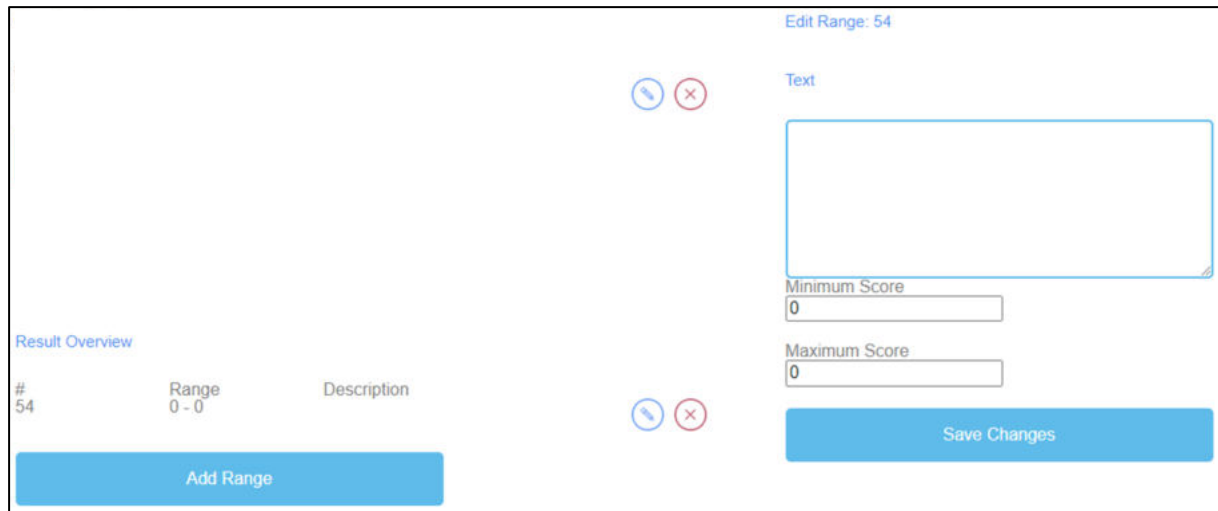 Edit Range: 54
Text
Minimum Score
0
Maximum Score
0
Save Changes
Result Overview
# Range Description
54 0 - 0
Add Range